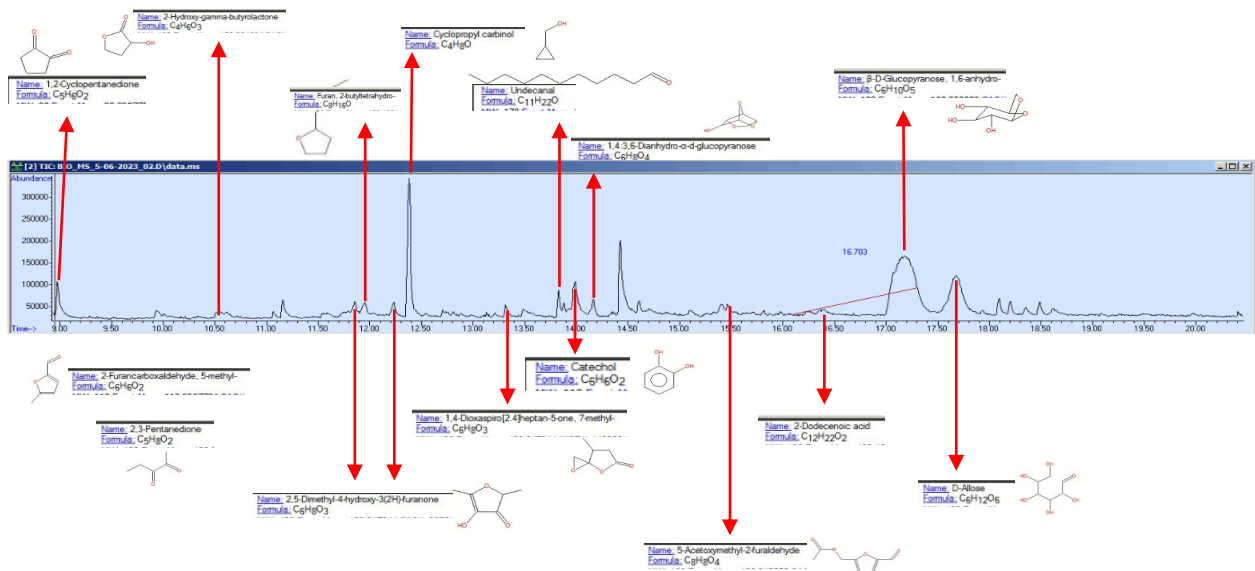 Name: 2-Hydroxy-gamma-butyrolactone
Formula: C4H6O3
Name: 1,2-Cyclopentanedione
Formula: C5H6O2
Name: Furan, 2-butyltetrahydro-
Formula: C8H16O
Name: Cyclopropyl carbinol
Formula: C4H8O
Name: Undecanal
Formula: C11H22O
Name: 1,4:3,6-Dianhydro-α-d-glucopyranose
Formula: C6H8O4
Name: β-D-Glucopyranose, 1,6-anhydro-
Formula: C6H10O5
[2] TIC: BIO_MS_5-06-2023_02.D\data.ms
Abundance
300000
250000
200000
150000
100000
50000
16.703
Time-->
9.00 9.50 10.00 10.50 11.00 11.50 12.00 12.50 13.00 13.50 14.00 14.50 15.00 15.50 16.00 16.50 17.00 17.50 18.00 18.50 19.00 19.50 20.00
Name: 2-Furancarboxaldehyde, 5-methyl-
Formula: C6H6O2
Name: 2,3-Pentanedione
Formula: C5H8O2
Name: 2,5-Dimethyl-4-hydroxy-3(2H)-furanone
Formula: C6H8O3
Name: 1,4-Dioxaspiro[2.4]heptan-5-one, 7-methyl-
Formula: C6H8O3
Name: Catechol
Formula: C6H6O2
Name: 5-Acetoxymethyl-2-furaldehyde
Formula: C8H8O4
Name: 2-Dodecenoic acid
Formula: C12H22O2
Name: D-Allose
Formula: C6H12O6